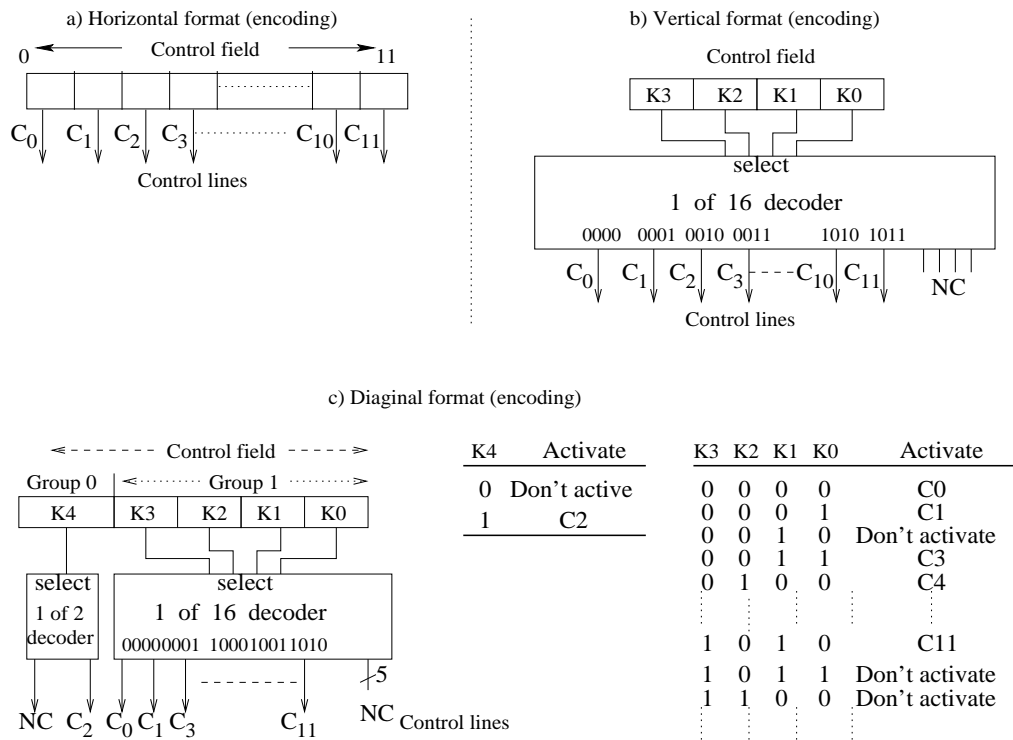 a) Horizontal format (encoding)
0 Control field 11
C0 C1 C2 C3 C10 C11
Control lines
b) Vertical format (encoding)
Control field
K3 K2 K1 K0
select
1 of 16 decoder
0000 0001 0010 0011 1010 1011
C0 C1 C2 C3 C10 C11 NC
Control lines
c) Diaginal format (encoding)
Control field
Group 0 Group 1
K4 K3 K2 K1 K0
select
1 of 2
decoder
select
1 of 16 decoder
0000 0001 1000 1001 1010
5
NC C2 C0 C1 C3 C11 NC Control lines
K4 Activate
0 Don't active
1 C2
K3 K2 K1 K0 Activate
0 0 0 0 C0
0 0 0 1 C1
0 0 1 0 Don't activate
0 0 1 1 C3
0 1 0 0 C4
1 0 1 0 C11
1 0 1 1 Don't activate
1 1 0 0 Don't activate